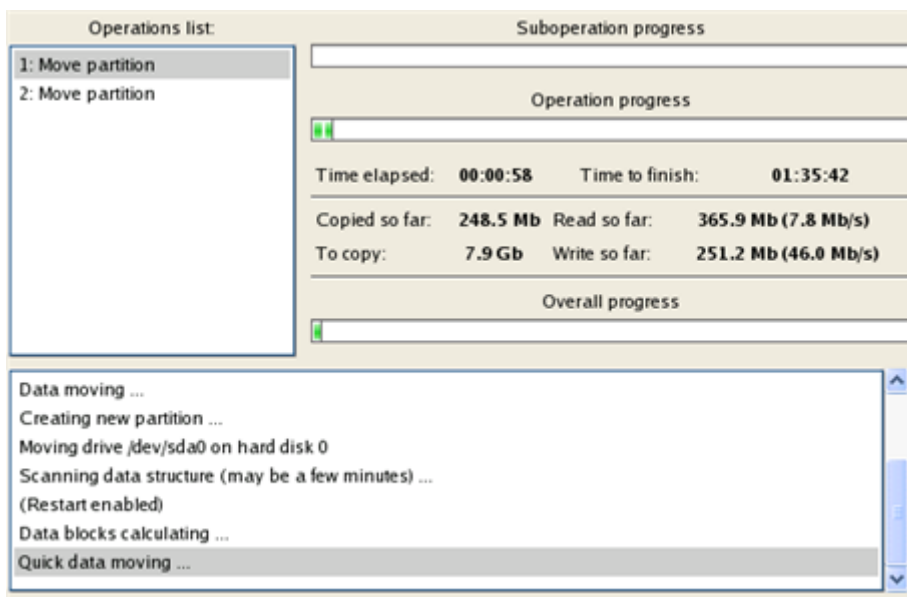 Operations list:
1: Move partition
2: Move partition
Suboperation progress
Operation progress
Time elapsed: 00:00:58 Time to finish: 01:35:42
Copied so far: 248.5 Mb Read so far: 365.9 Mb (7.8 Mb/s)
To copy: 7.9 Gb Write so far: 251.2 Mb (46.0 Mb/s)
Overall progress
Data moving ...
Creating new partition ...
Moving drive /dev/sda0 on hard disk 0
Scanning data structure (may be a few minutes) ...
(Restart enabled)
Data blocks calculating ...
Quick data moving ...